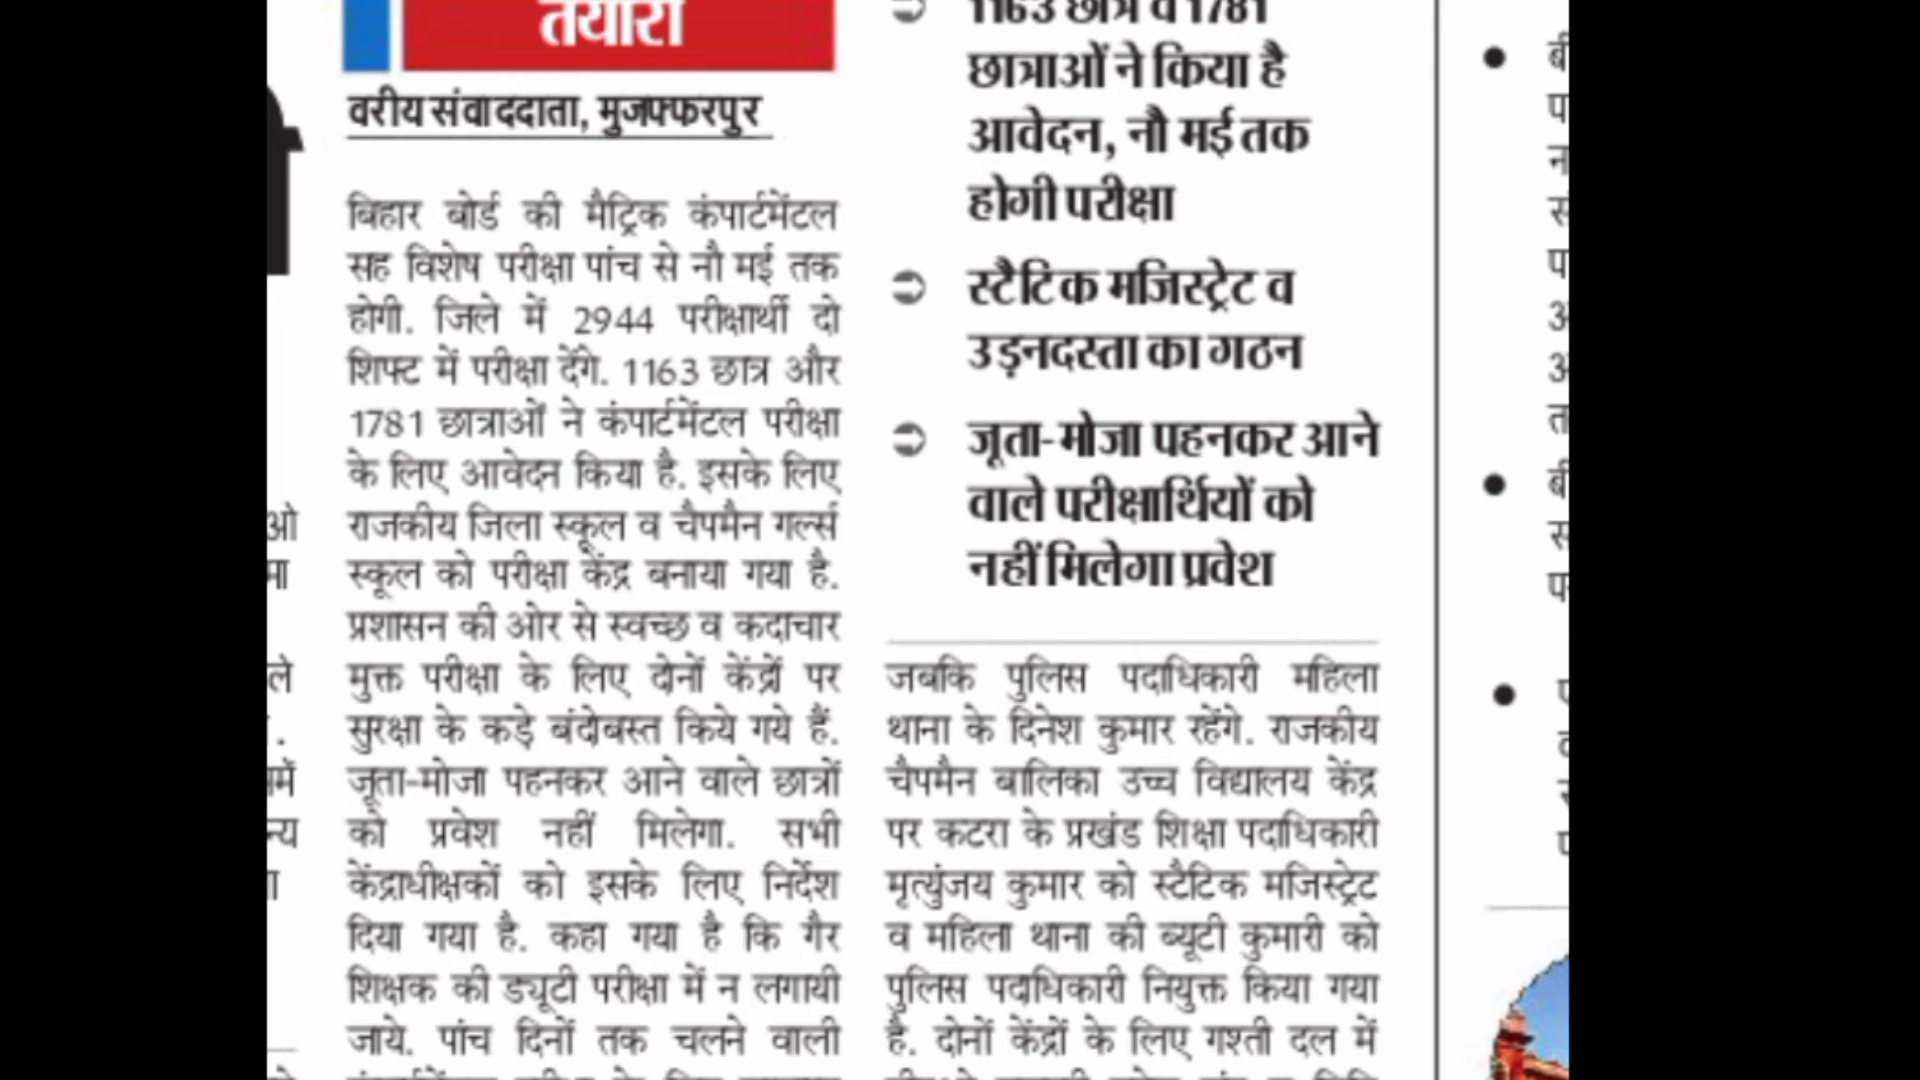 तैयारी
वरीय संवाददाता, मुजफ्फरपुर
बिहार बोर्ड की मैट्रिक कंपार्टमेंटल
सह विशेष परीक्षा पांच से नौ मई तक
होगी. जिले में 2944 परीक्षार्थी दो
शिफ्ट में परीक्षा देंगे. 1163 छात्र और
1781 छात्राओं ने कंपार्टमेंटल परीक्षा
के लिए आवेदन किया है. इसके लिए
राजकीय जिला स्कूल व चैपमैन गर्ल्स
स्कूल को परीक्षा केंद्र बनाया गया है.
प्रशासन की ओर से स्वच्छ व कदाचार
मुक्त परीक्षा के लिए दोनों केंद्रों पर
सुरक्षा के कड़े बंदोबस्त किये गये हैं.
जूता-मोजा पहनकर आने वाले छात्रों
को प्रवेश नहीं मिलेगा. सभी
केंद्राधीक्षकों को इसके लिए निर्देश
दिया गया है. कहा गया है कि गैर
शिक्षक की ड्यूटी परीक्षा में न लगायी
जाये. पांच दिनों तक चलने वाली
1163 छात्र व 1781
छात्राओं ने किया है
आवेदन, नौ मई तक
होगी परीक्षा
स्टैटिक मजिस्ट्रेट व
उड़नदस्ता का गठन
जूता-मोजा पहनकर आने
वाले परीक्षार्थियों को
नहीं मिलेगा प्रवेश
जबकि पुलिस पदाधिकारी महिला
थाना के दिनेश कुमार रहेंगे. राजकीय
चैपमैन बालिका उच्च विद्यालय केंद्र
पर कटरा के प्रखंड शिक्षा पदाधिकारी
मृत्युंजय कुमार को स्टैटिक मजिस्ट्रेट
व महिला थाना की ब्यूटी कुमारी को
पुलिस पदाधिकारी नियुक्त किया गया
है. दोनों केंद्रों के लिए गश्ती दल में